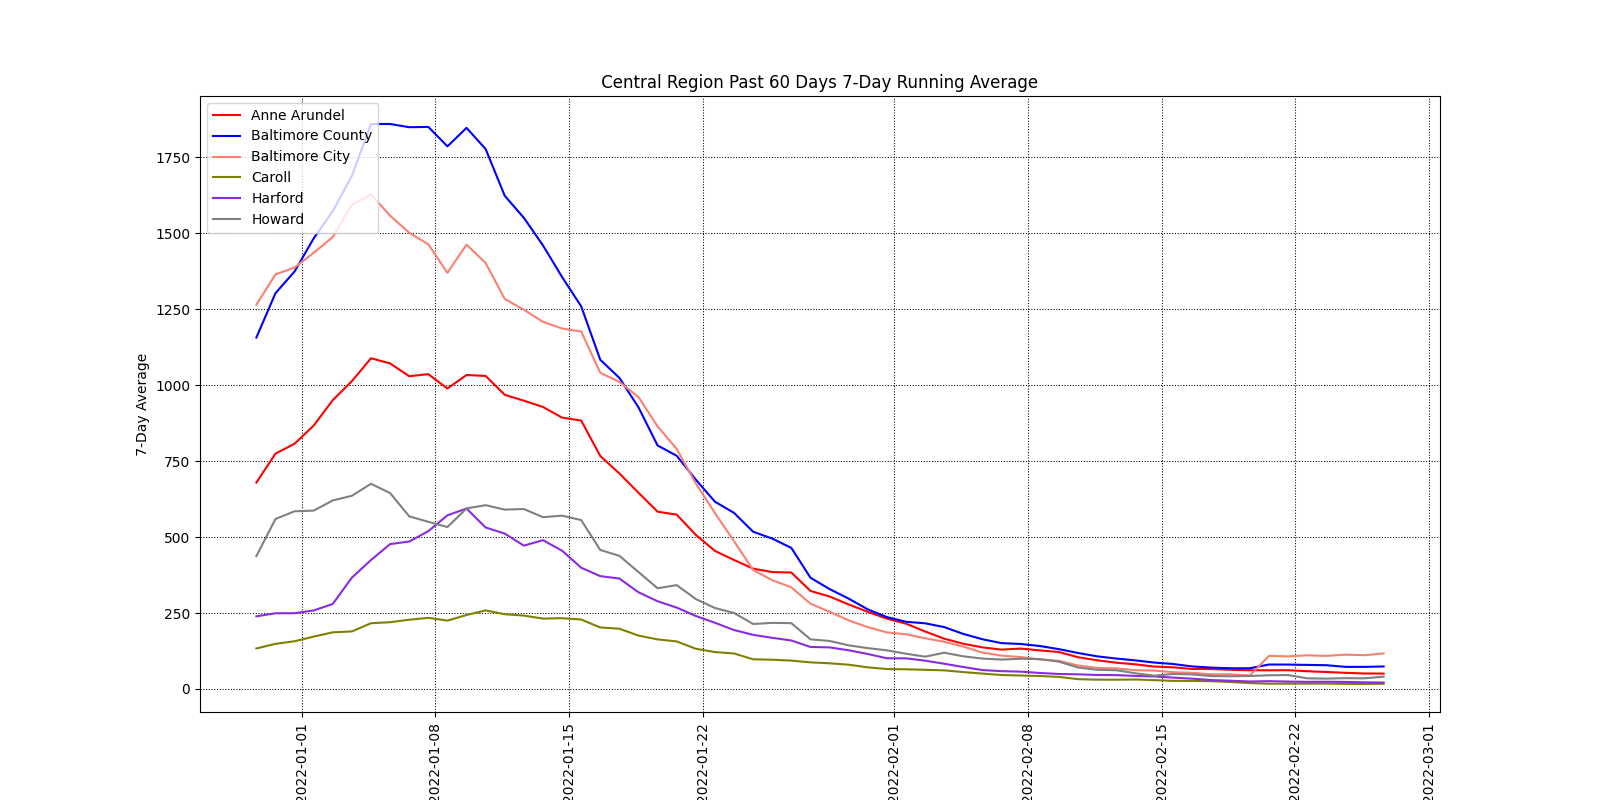 Central Region Past 60 Days 7-Day Running Average
Anne Arundel
Baltimore County
Baltimore City
Caroll
Harford
Howard
1750
1500
1250
1000
750
500
250
0
7-Day Average
2022-01-01
2022-01-08
2022-01-15
2022-01-22
2022-02-01
2022-02-08
2022-02-15
2022-02-22
2022-03-01